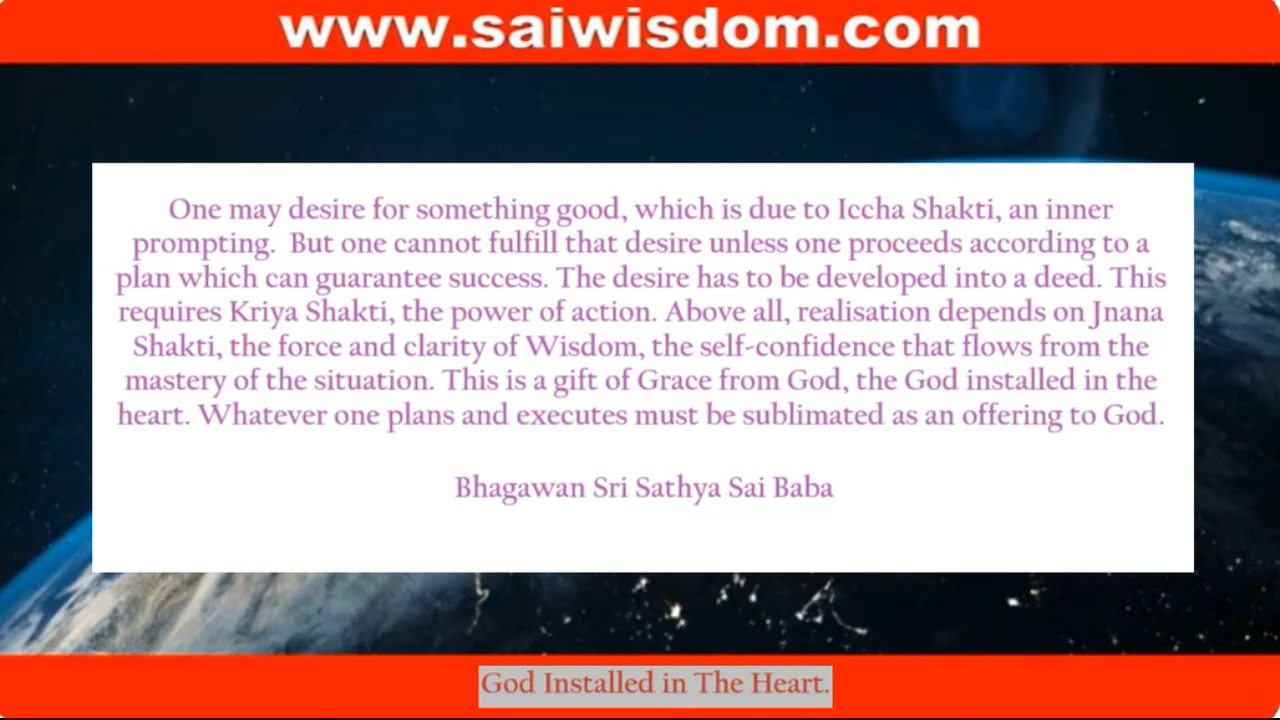 www.saiwisdom.com
One may desire for something good, which is due to Iccha Shakti, an inner
prompting.  But one cannot fulfill that desire unless one proceeds according to a
plan which can guarantee success. The desire has to be developed into a deed. This
requires Kriya Shakti, the power of action. Above all, realisation depends on Jnana
Shakti, the force and clarity of Wisdom, the self-confidence that flows from the
mastery of the situation. This is a gift of Grace from God, the God installed in the
heart. Whatever one plans and executes must be sublimated as an offering to God.
Bhagawan Sri Sathya Sai Baba
God Installed in The Heart.